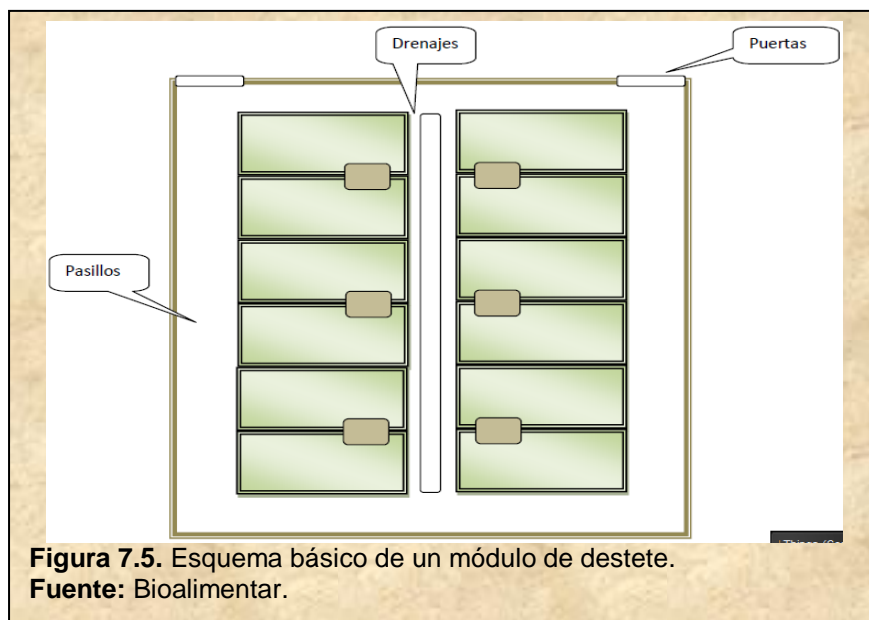 Drenajes
Puertas
Pasillos
Figura 7.5. Esquema básico de un módulo de destete.
Fuente: Bioalimentar.